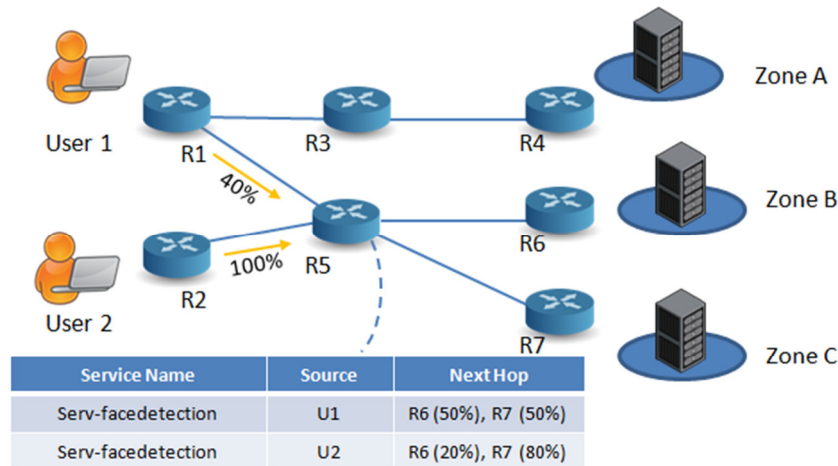 Zone A
User 1
R1
R3
R4
40%
Zone B
R2
100%
R5
R6
User 2
R7
Zone C
Service Name Source Next Hop
Serv-facedetection U1 R6 (50%), R7 (50%)
Serv-facedetection U2 R6 (20%), R7 (80%)